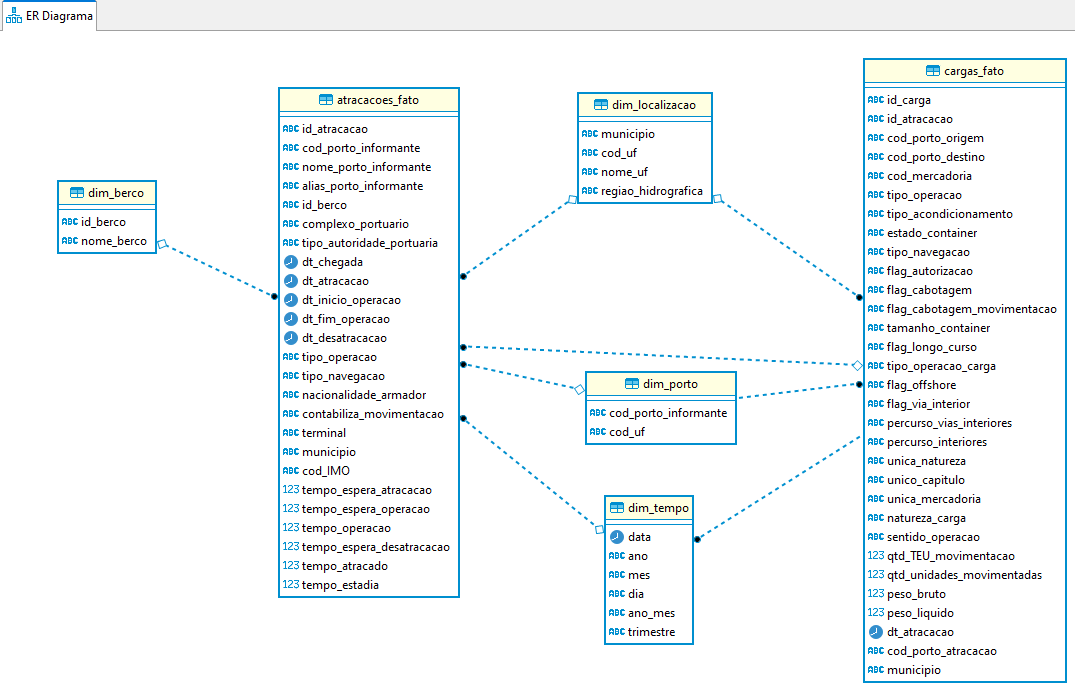 ER Diagrama
dim_berco
ABC id_berco
ABC nome_berco
atracacoes_fato
ABC id_atracacao
ABC cod_porto_informante
ABC nome_porto_informante
ABC alias_porto_informante
ABC id_berco
ABC complexo_portuario
ABC tipo_autoridade_portuaria
dt_chegada
dt_atracacao
dt_inicio_operacao
dt_fim_operacao
dt_desatracacao
ABC tipo_operacao
ABC tipo_navegacao
ABC nacionalidade_armador
ABC contabiliza_movimentacao
ABC terminal
ABC municipio
ABC cod_IMO
123 tempo_espera_atracacao
123 tempo_espera_operacao
123 tempo_operacao
123 tempo_espera_desatracacao
123 tempo_atracado
123 tempo_estadia
dim_localizacao
ABC municipio
ABC cod_uf
ABC nome_uf
ABC regiao_hidrografica
dim_porto
ABC cod_porto_informante
ABC cod_uf
dim_tempo
data
ABC ano
ABC mes
ABC dia
ABC ano_mes
ABC trimestre
cargas_fato
ABC id_carga
ABC id_atracacao
ABC cod_porto_origem
ABC cod_porto_destino
ABC cod_mercadoria
ABC tipo_operacao
ABC tipo_acondicionamento
ABC estado_container
ABC tipo_navegacao
ABC flag_autorizacao
ABC flag_cabotagem
ABC flag_cabotagem_movimentacao
ABC tamanho_container
ABC flag_longo_curso
ABC tipo_operacao_carga
ABC flag_offshore
ABC flag_via_interior
ABC percurso_vias_interiores
ABC percurso_interiores
ABC unica_natureza
ABC unico_capitulo
ABC unica_mercadoria
ABC natureza_carga
ABC sentido_operacao
123 qtd_TEU_movimentacao
123 qtd_unidades_movimentadas
123 peso_bruto
123 peso_liquido
dt_atracacao
ABC cod_porto_atracacao
ABC municipio